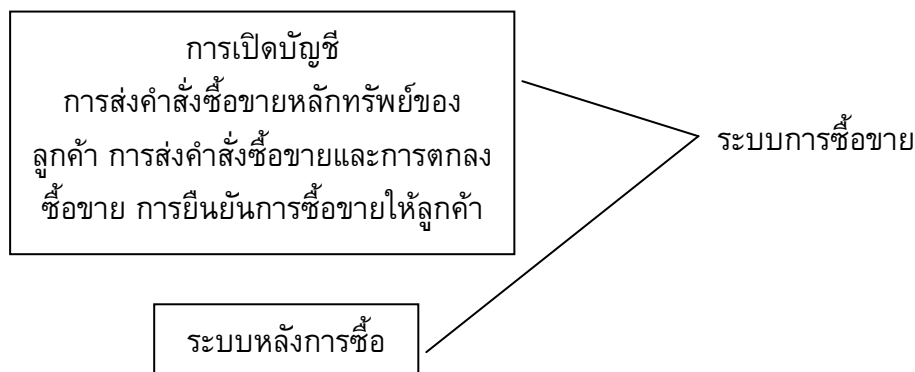 การเปิดบัญชี
การส่งคำสั่งซื้อขายหลักทรัพย์ของ
ลูกค้า การส่งคำสั่งซื้อขายและการตกลง
ซื้อขาย การยืนยันการซื้อขายให้ลูกค้า
ระบบการซื้อขาย
ระบบหลังการซื้อ